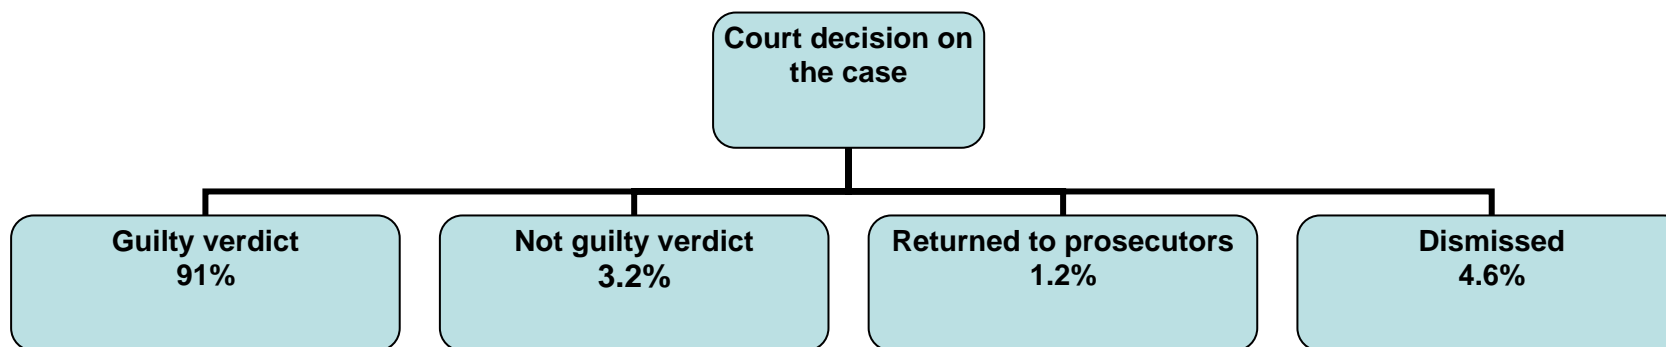 Court decision on
the case
Guilty verdict
91%
Not guilty verdict
3.2%
Returned to prosecutors
1.2%
Dismissed
4.6%